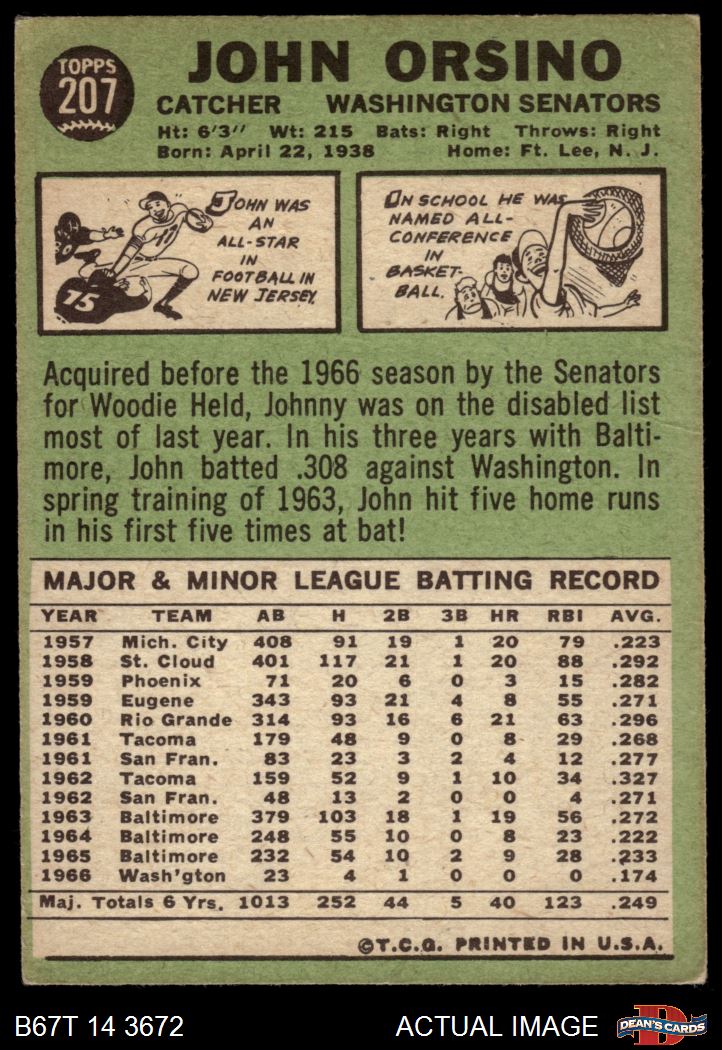 TOPPS
207
JOHN ORSINO
CATCHER WASHINGTON SENATORS
Ht: 6'3" Wt: 215 Bats: Right Throws: Right
Born: April 22, 1938 Home: Ft. Lee, N. J.
JOHN WAS
AN
ALL-STAR
IN
FOOTBALL IN
NEW JERSEY.
75
IN SCHOOL HE WAS
NAMED ALL-
CONFERENCE
IN
BASKET-
BALL.
Acquired before the 1966 season by the Senators
for Woodie Held, Johnny was on the disabled list
most of last year. In his three years with Balti-
more, John batted .308 against Washington. In
spring training of 1963, John hit five home runs
in his first five times at bat!
MAJOR & MINOR LEAGUE BATTING RECORD
YEAR TEAM AB H 2B 3B HR RBI AVG.
1957 Mich. City 408 91 19 1 20 79 .223
1958 St. Cloud 401 117 21 1 20 88 .292
1959 Phoenix 71 20 6 0 3 15 .282
1959 Eugene 343 93 21 4 8 55 .271
1960 Rio Grande 314 93 16 6 21 63 .296
1961 Tacoma 179 48 9 0 8 29 .268
1961 San Fran. 83 23 3 2 4 12 .277
1962 Tacoma 159 52 9 1 10 34 .327
1962 San Fran. 48 13 2 0 0 4 .271
1963 Baltimore 379 103 18 1 19 56 .272
1964 Baltimore 248 55 10 0 8 23 .222
1965 Baltimore 232 54 10 2 9 28 .233
1966 Wash'gton 23 4 1 0 0 0 .174
Maj. Totals 6 Yrs. 1013 252 44 5 40 123 .249
©T.C.G. PRINTED IN U.S.A.
B67T 14 3672 ACTUAL IMAGE DEAN'S CARDS